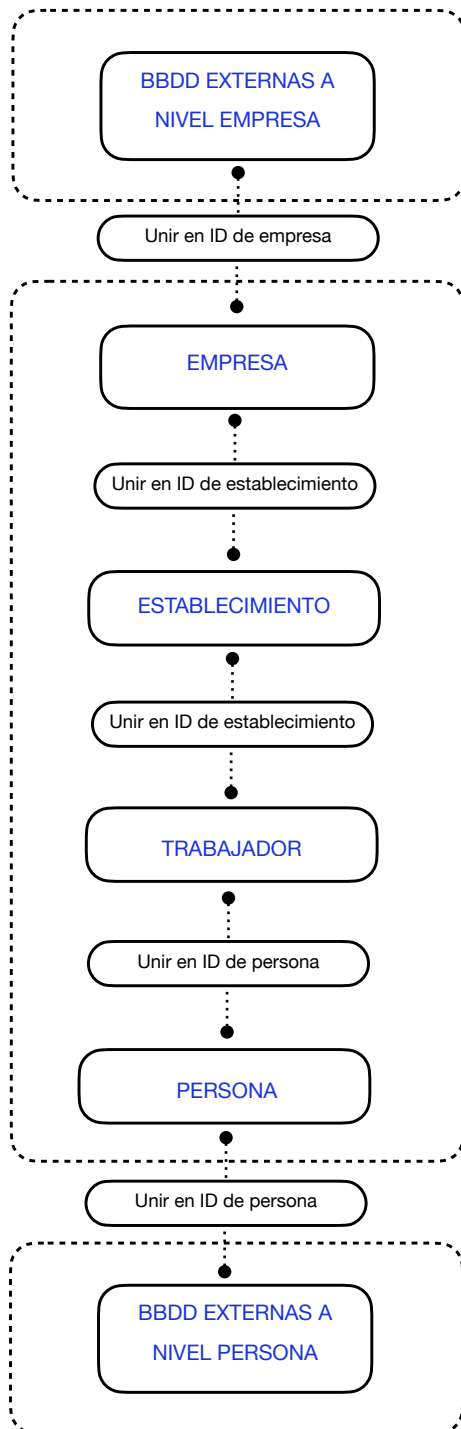 BBDD EXTERNAS A
NIVEL EMPRESA
Unir en ID de empresa
EMPRESA
Unir en ID de establecimiento
ESTABLECIMIENTO
Unir en ID de establecimiento
TRABAJADOR
Unir en ID de persona
PERSONA
Unir en ID de persona
BBDD EXTERNAS A
NIVEL PERSONA